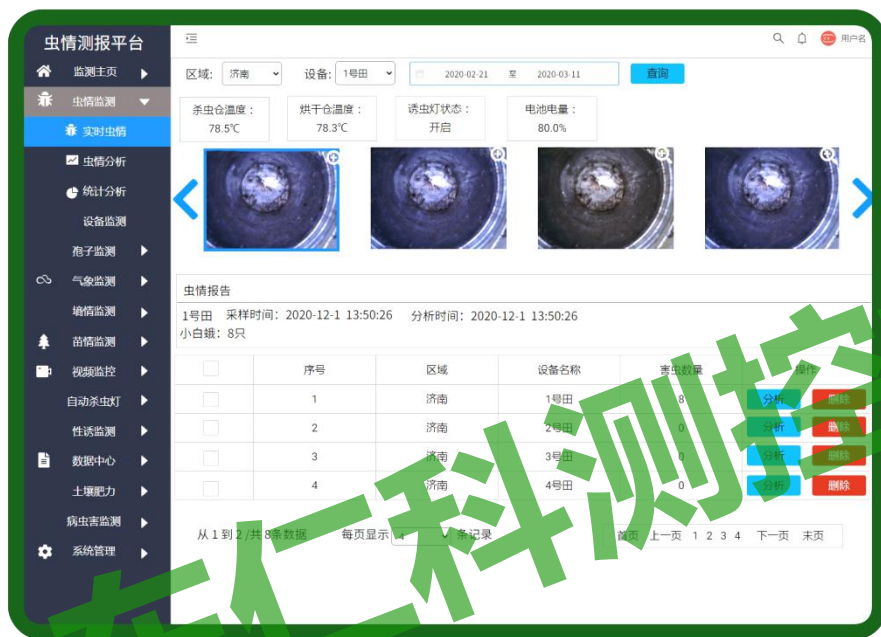 虫情测报平台
用户名
监测主页
虫情监测
实时虫情
虫情分析
统计分析
设备监测
孢子监测
气象监测
墒情监测
苗情监测
视频监控
自动杀虫灯
性诱监测
数据中心
土壤肥力
病虫害监测
系统管理
区域: 济南 设备: 1号田 2020-02-21 至 2020-03-11 查询
杀虫仓温度： 烘干仓温度： 诱虫灯状态： 电池电量：
78.5℃ 78.3℃ 开启 80.0%
虫情报告
1号田 采样时间：2020-12-1 13:50:26 分析时间：2020-12-1 13:50:26
小白蛾：8只
序号 区域 设备名称 害虫数量 操作
1 济南 1号田 8 分析 删除
2 济南 2号田 0 分析 删除
3 济南 3号田 0 分析 删除
4 济南 4号田 0 分析 删除
从 1 到 2 /共 8条数据 每页显示 4 条记录 首页 上一页 1 2 3 4 下一页 末页
仁科测控